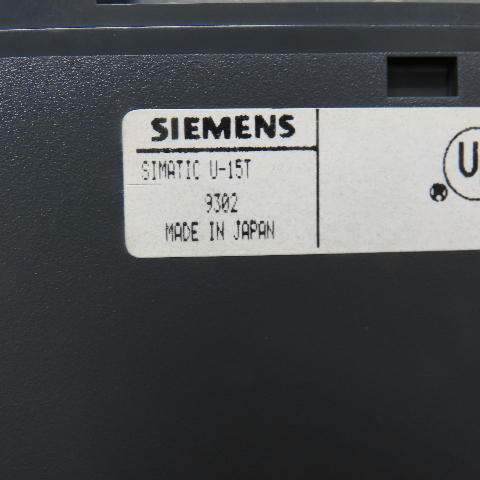 SIEMENS
SIMATIC U-15T
9302
MADE IN JAPAN
U
®